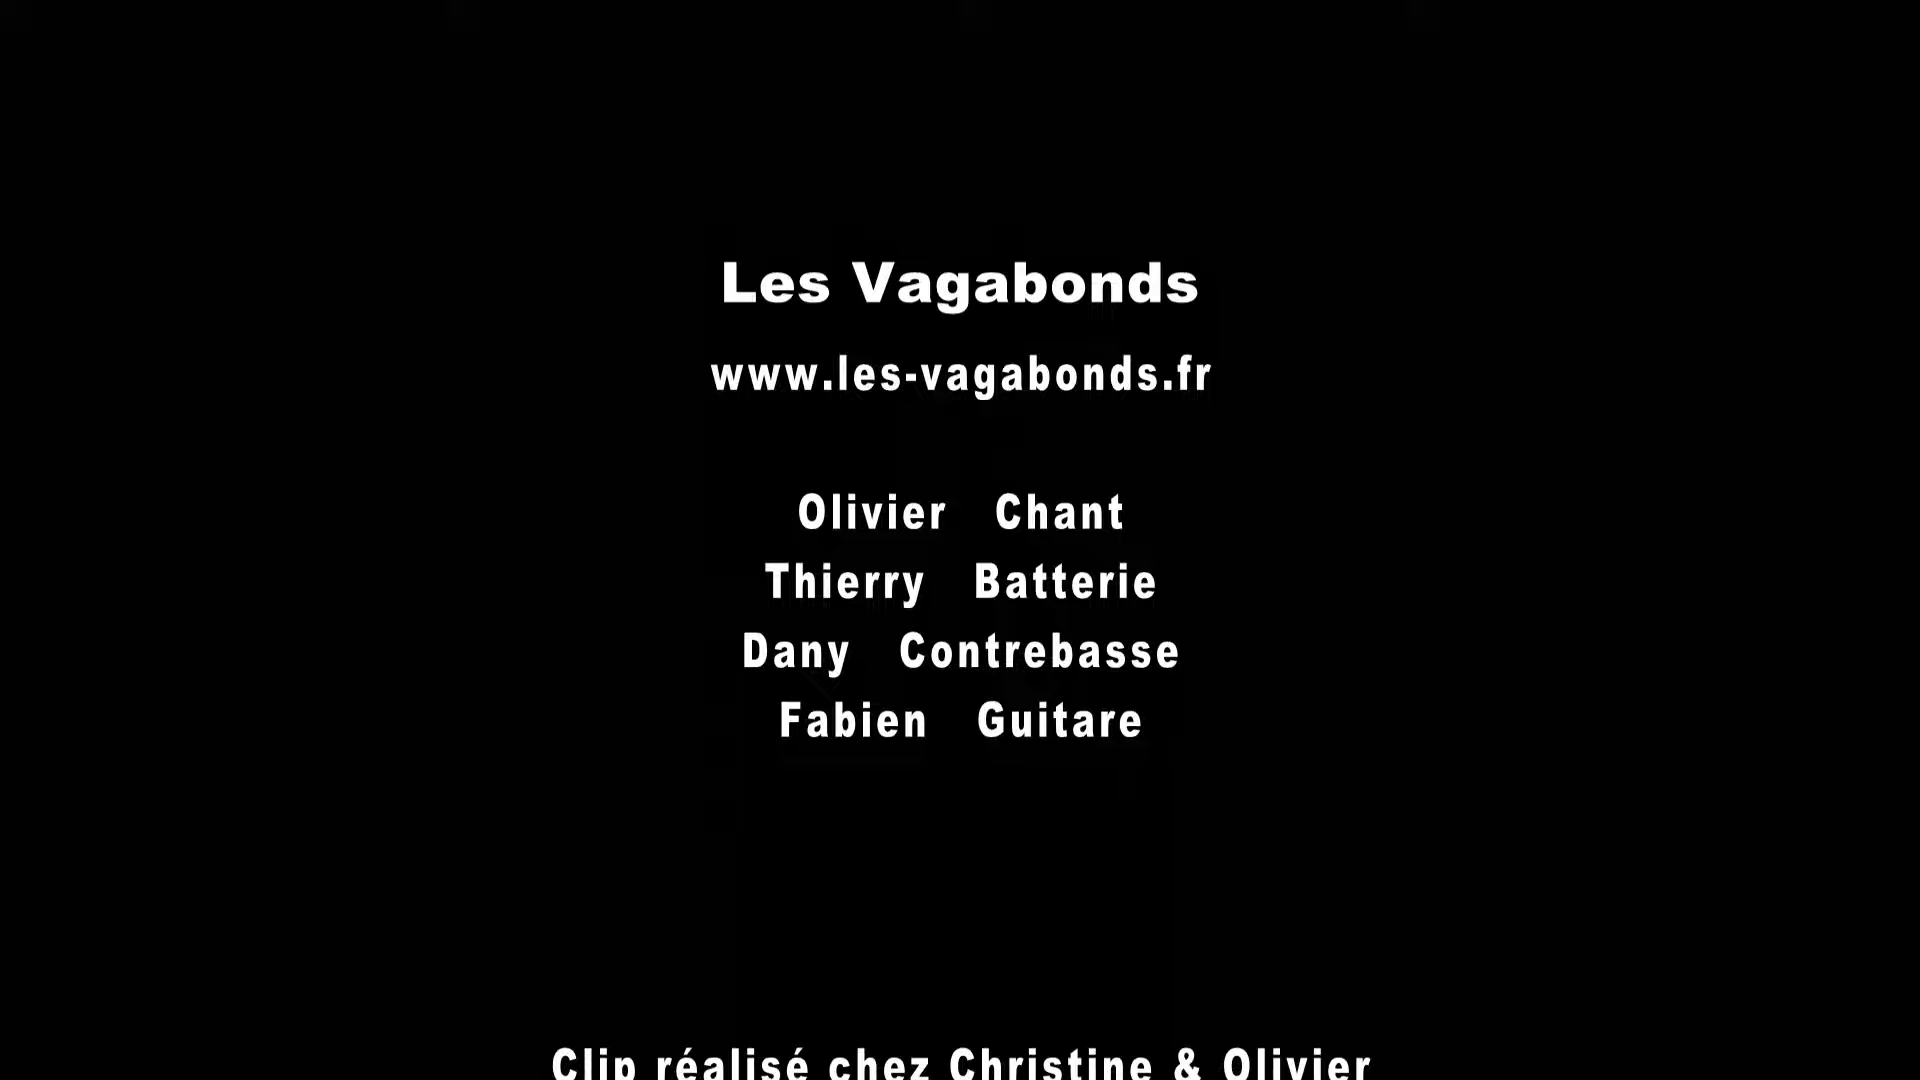 Les Vagabonds
www.les-vagabonds.fr
Olivier Chant
Thierry Batterie
Dany Contrebasse
Fabien Guitare
Clip réalisé chez Christine & Olivier